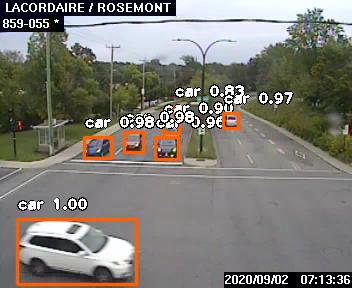 LACORDAIRE / ROSEMONT
859-055 *
car 0.83
car 0.97
car 0.90
0.98
car 0.98
car 0.96
car 1.00
2020/09/02 07:13:36